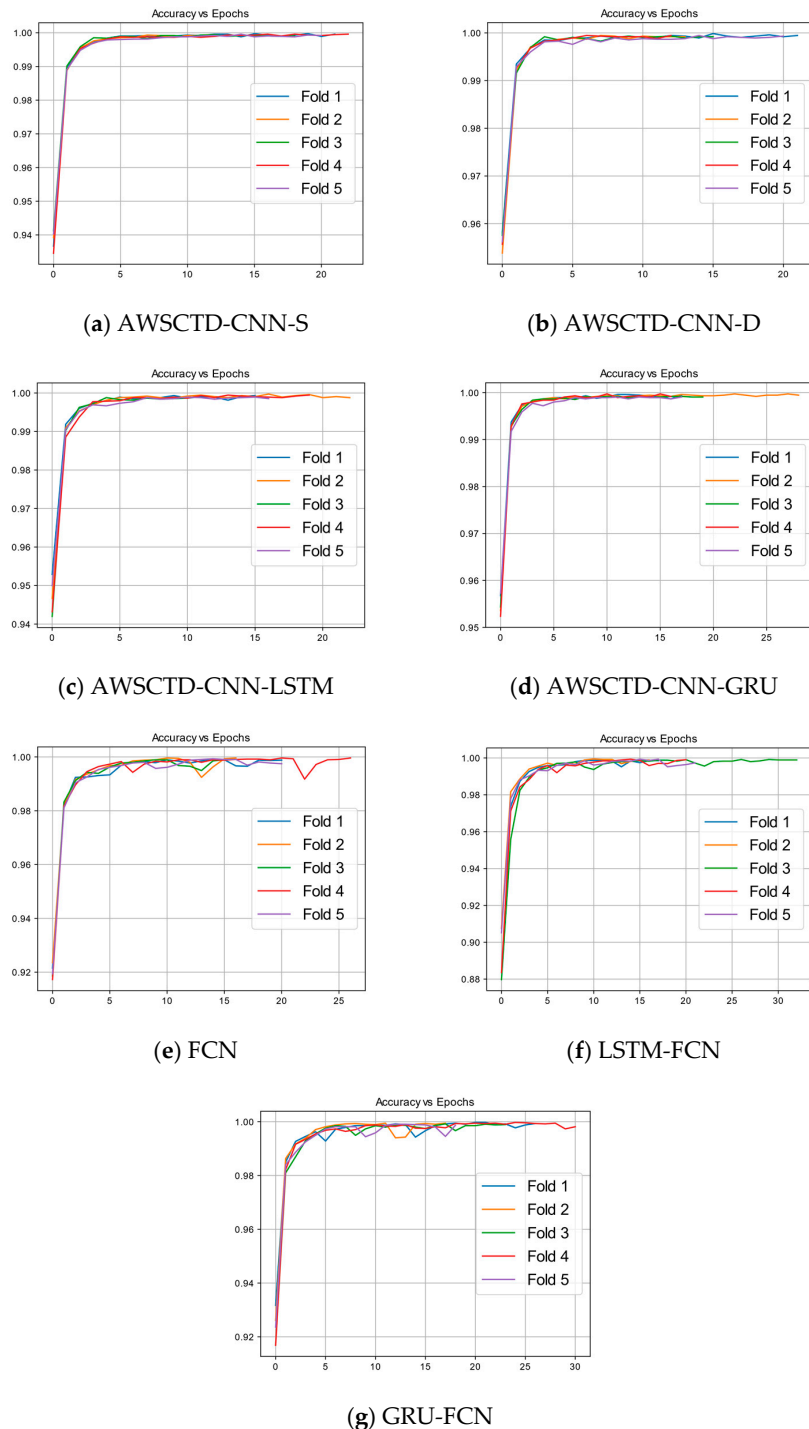 Accuracy vs Epochs
1.00
0.99
0.98
0.97
0.96
0.95
0.94
0 5 10 15 20
Fold 1
Fold 2
Fold 3
Fold 4
Fold 5
(a) AWSCTD-CNN-S
Accuracy vs Epochs
1.00
0.99
0.98
0.97
0.96
0 5 10 15 20
Fold 1
Fold 2
Fold 3
Fold 4
Fold 5
(b) AWSCTD-CNN-D
Accuracy vs Epochs
1.00
0.99
0.98
0.97
0.96
0.95
0.94
0 5 10 15 20
Fold 1
Fold 2
Fold 3
Fold 4
Fold 5
(c) AWSCTD-CNN-LSTM
Accuracy vs Epochs
1.00
0.99
0.98
0.97
0.96
0.95
0 5 10 15 20 25
Fold 1
Fold 2
Fold 3
Fold 4
Fold 5
(d) AWSCTD-CNN-GRU
Accuracy vs Epochs
1.00
0.98
0.96
0.94
0.92
0 5 10 15 20 25
Fold 1
Fold 2
Fold 3
Fold 4
Fold 5
(e) FCN
Accuracy vs Epochs
1.00
0.98
0.96
0.94
0.92
0.90
0.88
0 5 10 15 20 25 30
Fold 1
Fold 2
Fold 3
Fold 4
Fold 5
(f) LSTM-FCN
Accuracy vs Epochs
1.00
0.98
0.96
0.94
0.92
0 5 10 15 20 25 30
Fold 1
Fold 2
Fold 3
Fold 4
Fold 5
(g) GRU-FCN